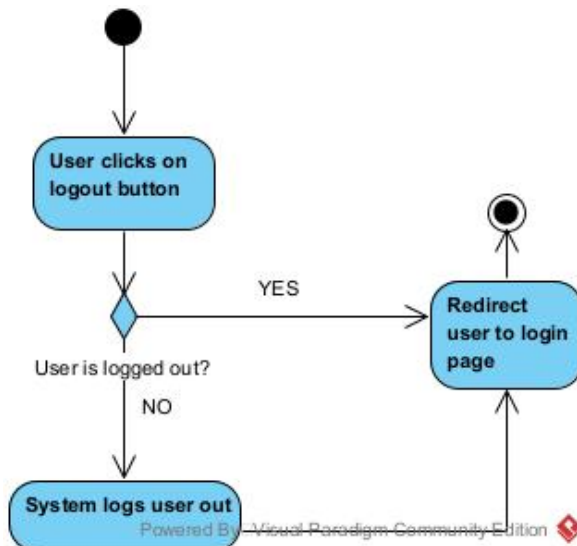 User clicks on
logout button
YES
Redirect
user to login
page
User is logged out?
NO
System logs user out
Powered By Visual Paradigm Community Edition